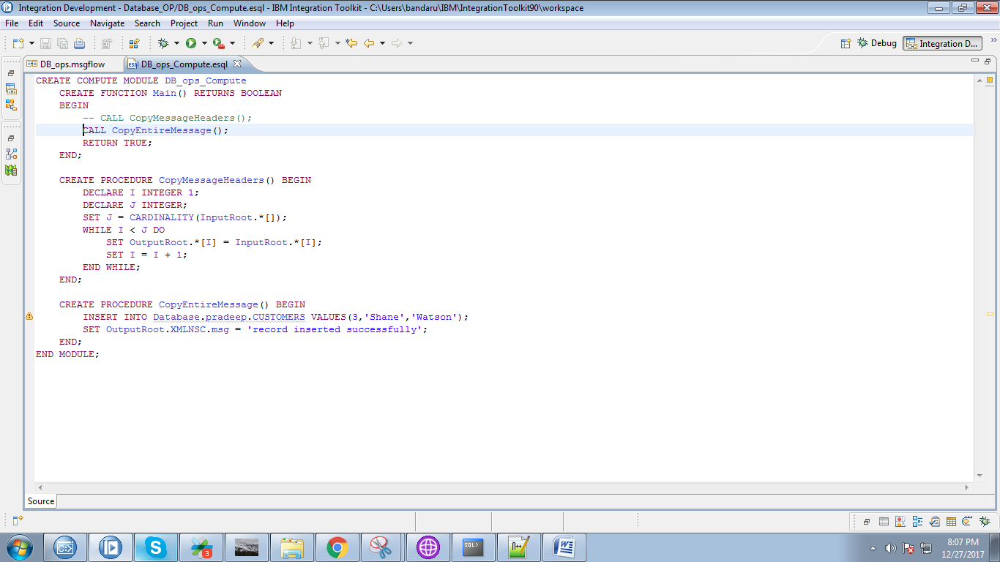 Integration Development - Database_OP/DB_ops_Compute.esql - IBM Integration Toolkit - C:\Users\bandaru\IBM\IntegrationToolkit90\workspace
File Edit Source Navigate Search Project Run Window Help
Debug Integration D...
DB_ops.msgflow DB_ops_Compute.esql
CREATE COMPUTE MODULE DB_ops_Compute
CREATE FUNCTION Main() RETURNS BOOLEAN
BEGIN
-- CALL CopyMessageHeaders();
CALL CopyEntireMessage();
RETURN TRUE;
END;
CREATE PROCEDURE CopyMessageHeaders() BEGIN
DECLARE I INTEGER 1;
DECLARE J INTEGER;
SET J = CARDINALITY(InputRoot.*[]);
WHILE I < J DO
SET OutputRoot.*[I] = InputRoot.*[I];
SET I = I + 1;
END WHILE;
END;
CREATE PROCEDURE CopyEntireMessage() BEGIN
INSERT INTO Database.pradeep.CUSTOMERS VALUES(3,'Shane','Watson');
SET OutputRoot.XMLNSC.msg = 'record inserted successfully';
END;
END MODULE;
Source
8:07 PM
12/27/2017